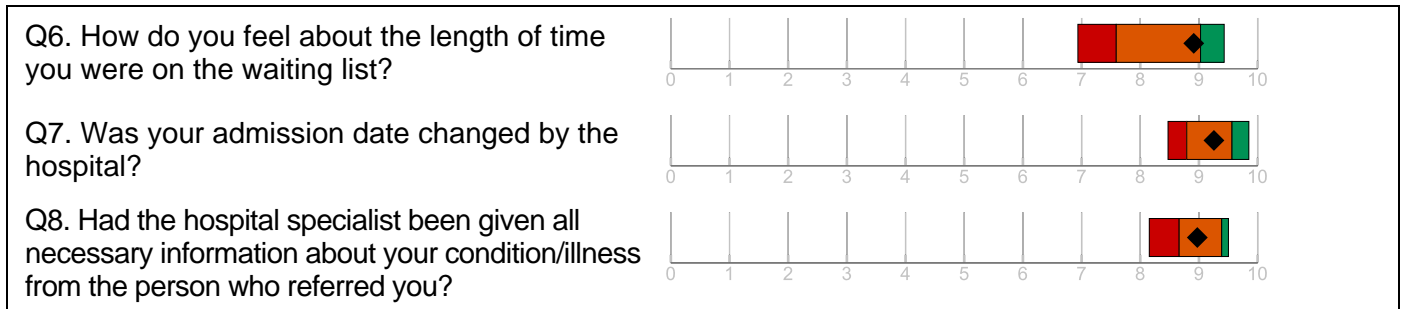 Q6. How do you feel about the length of time
you were on the waiting list?
0 1 2 3 4 5 6 7 8 9 10
Q7. Was your admission date changed by the
hospital?
0 1 2 3 4 5 6 7 8 9 10
Q8. Had the hospital specialist been given all
necessary information about your condition/illness
from the person who referred you?
0 1 2 3 4 5 6 7 8 9 10